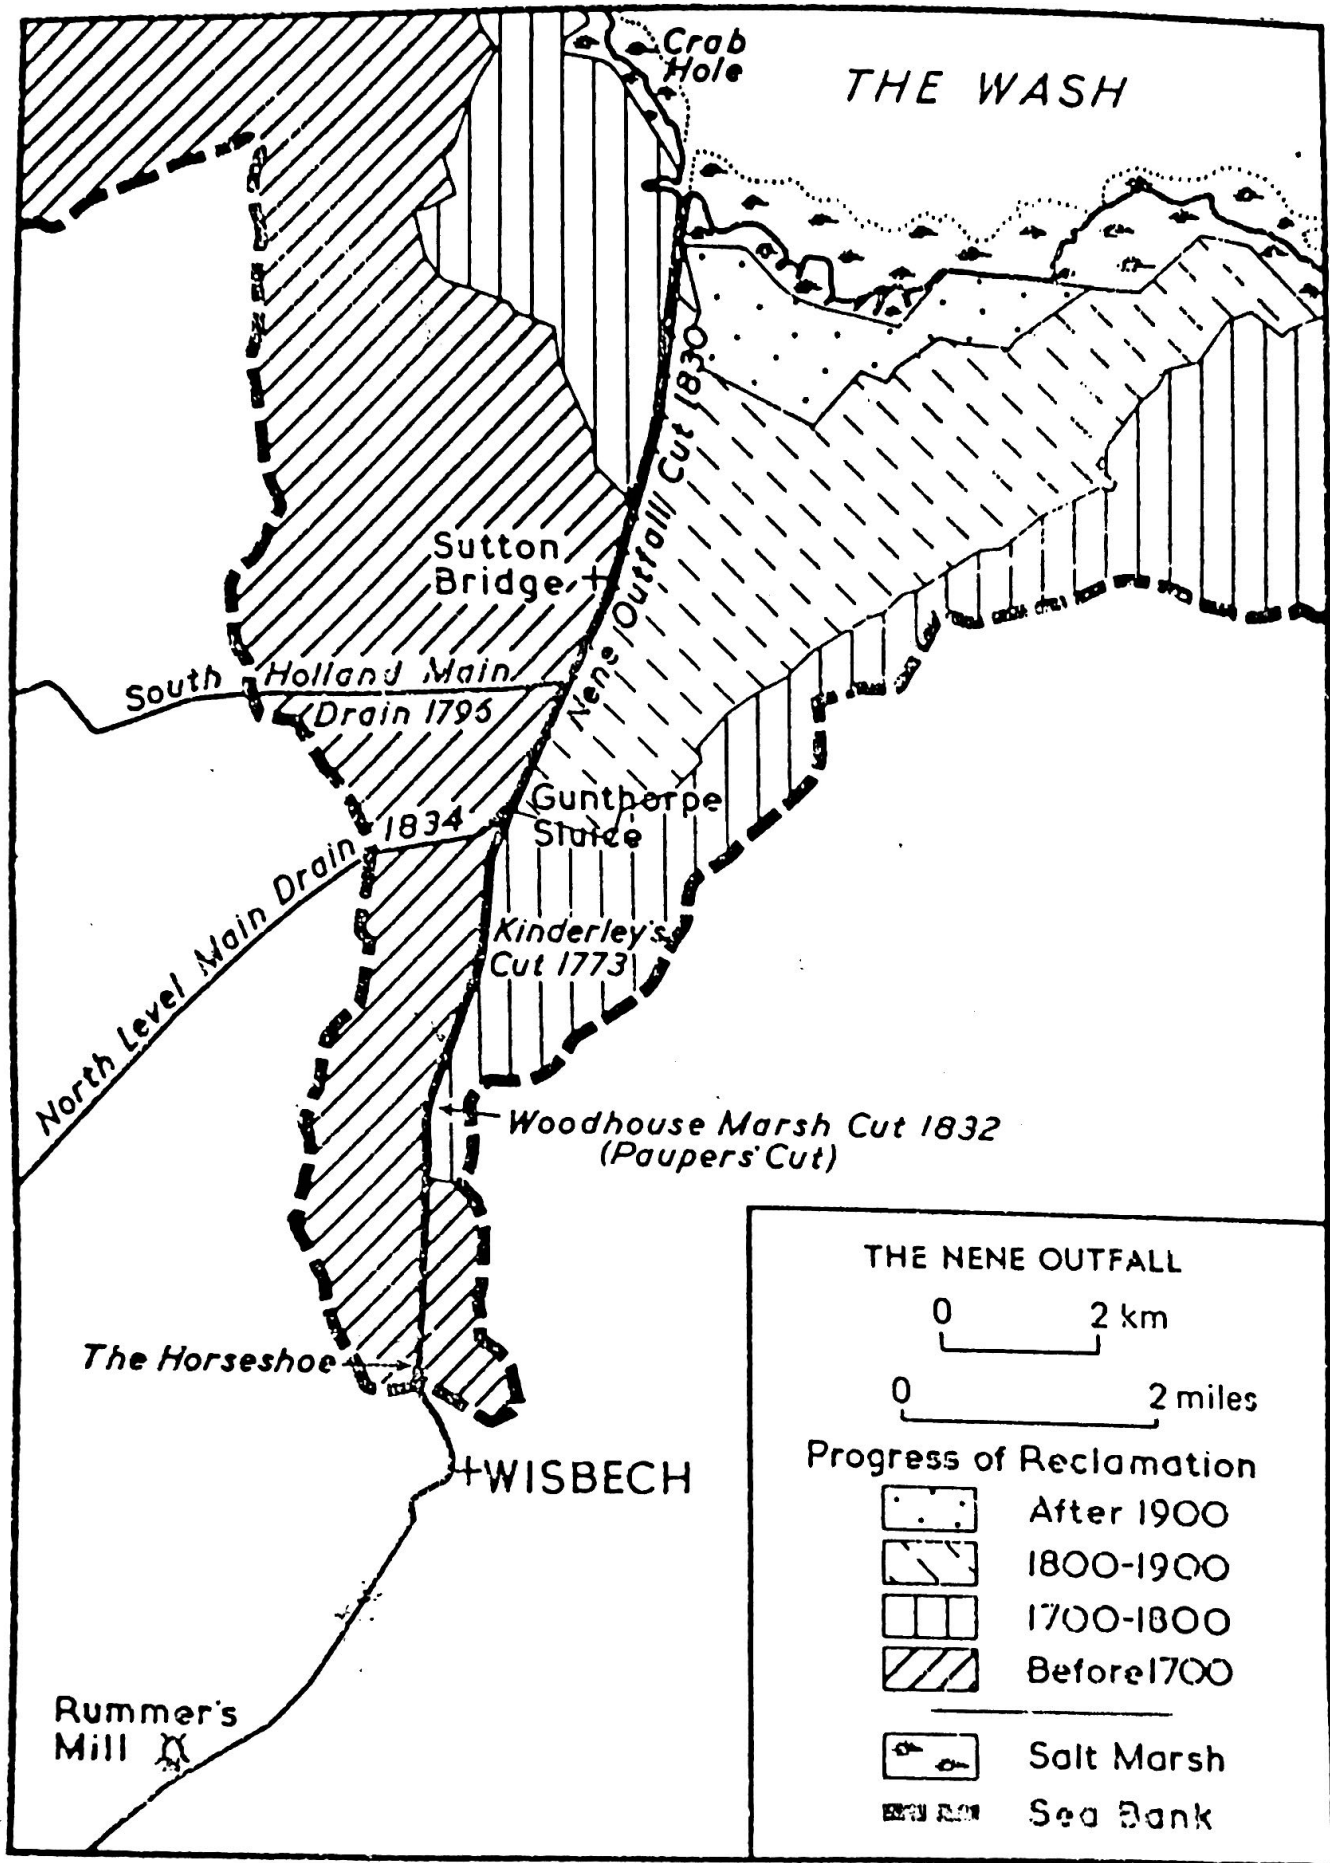 Crab
Hole
THE WASH
Nene Outfall Cut 1830
Sutton
Bridge
South Holland Main
Drain 1796
Gunthorpe
Sluice
North Level Main Drain 1834
Kinderley's
Cut 1773
Woodhouse Marsh Cut 1832
(Paupers' Cut)
The Horseshoe
WISBECH
Rummer's
Mill
THE NENE OUTFALL
0 2 km
0 2 miles
Progress of Reclamation
After 1900
1800-1900
1700-1800
Before 1700
Salt Marsh
Sea Bank